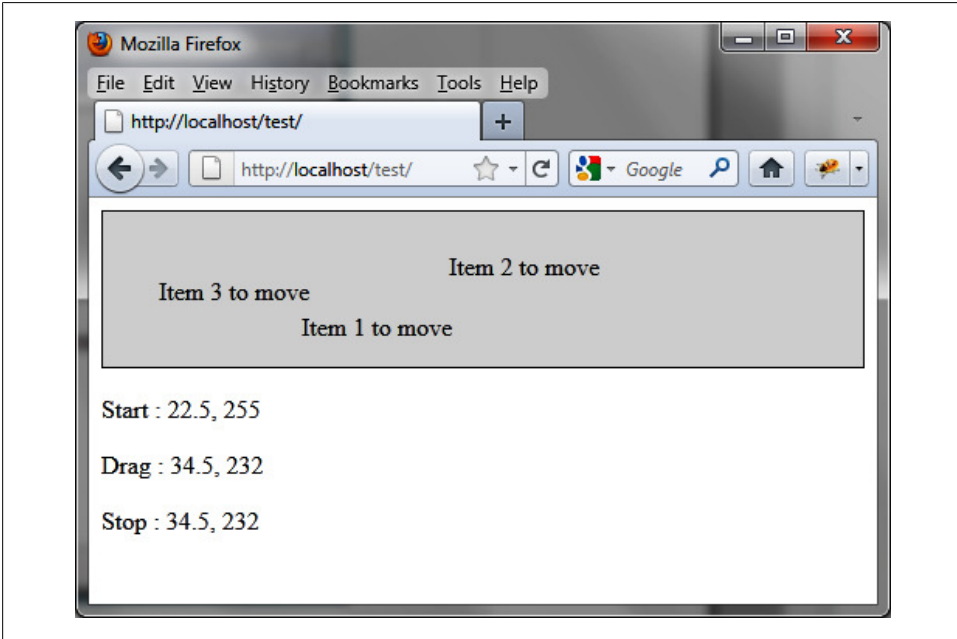 Mozilla Firefox
File Edit View History Bookmarks Tools Help
http://localhost/test/
http://localhost/test/ Google
Item 2 to move
Item 3 to move
Item 1 to move
Start : 22.5, 255
Drag : 34.5, 232
Stop : 34.5, 232